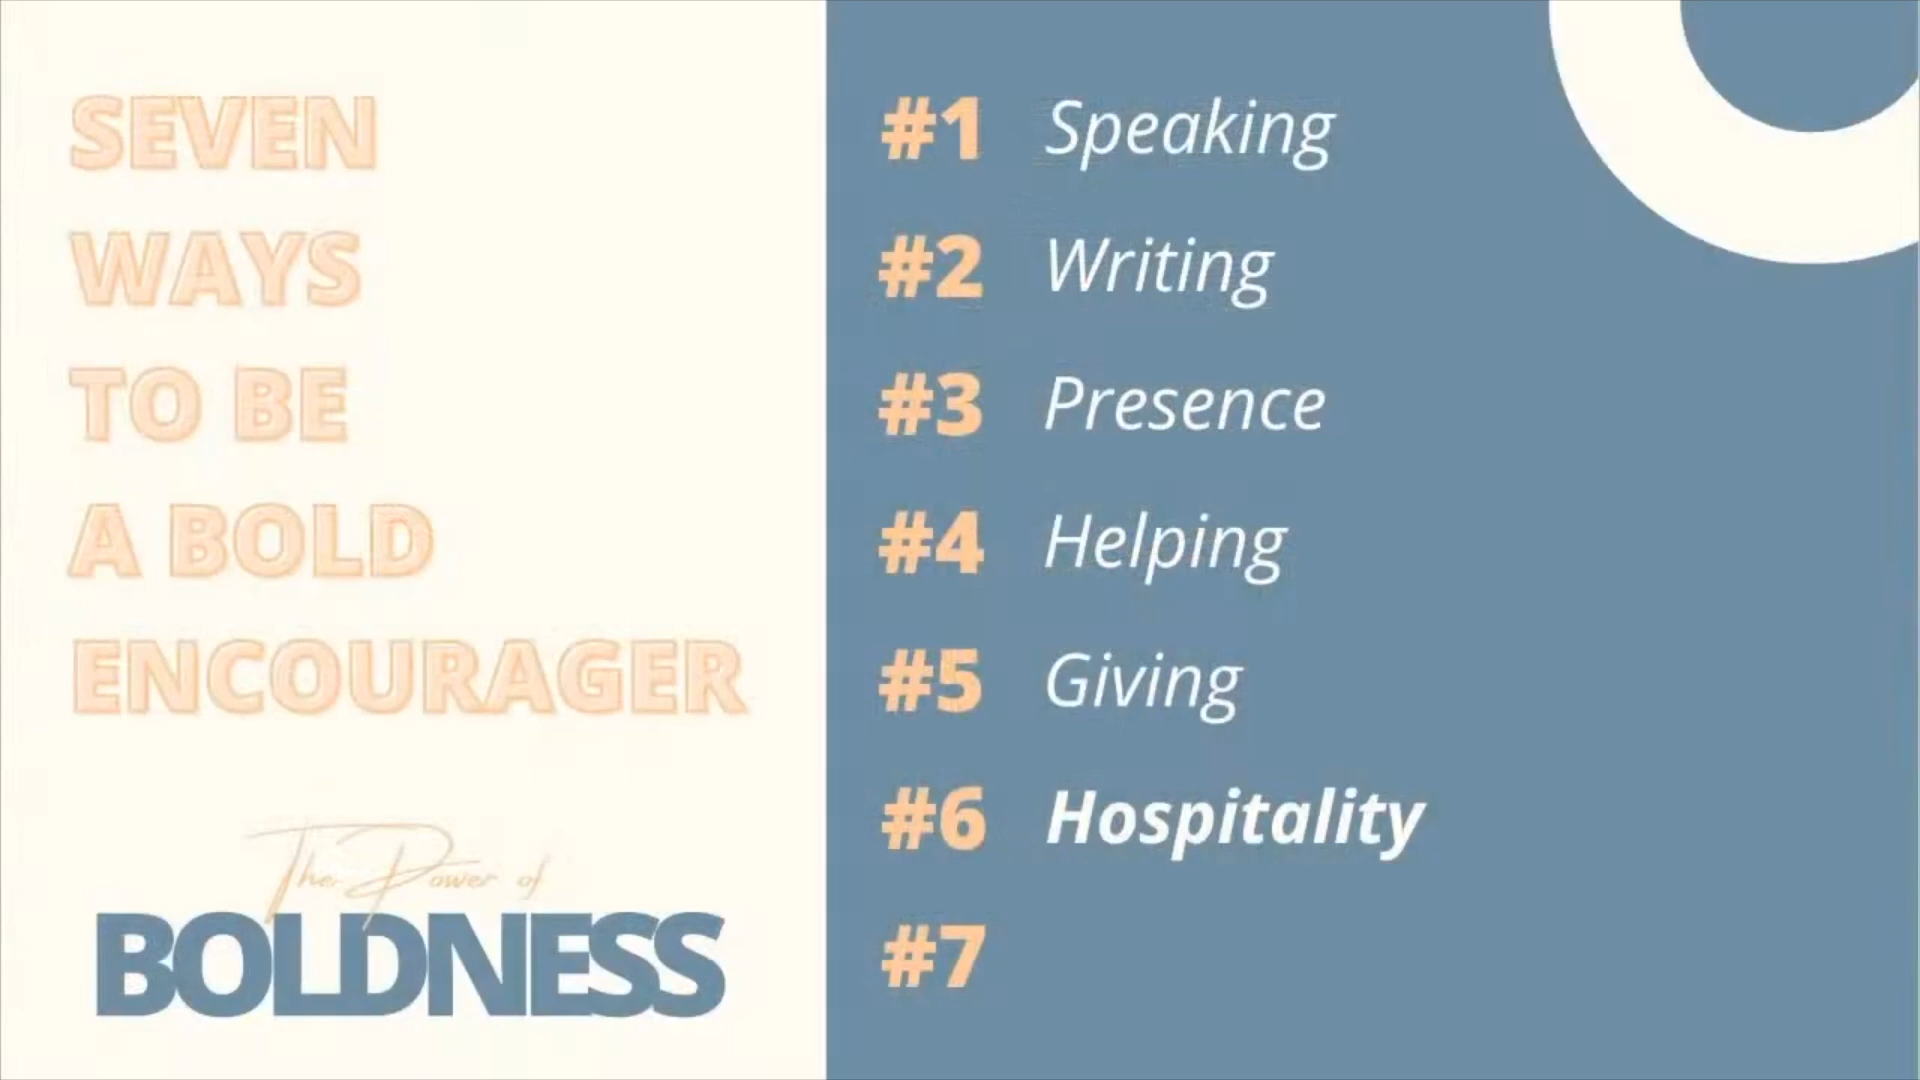 SEVEN
WAYS
TO BE
A BOLD
ENCOURAGER
The Power of
BOLDNESS
#1 Speaking
#2 Writing
#3 Presence
#4 Helping
#5 Giving
#6 Hospitality
#7